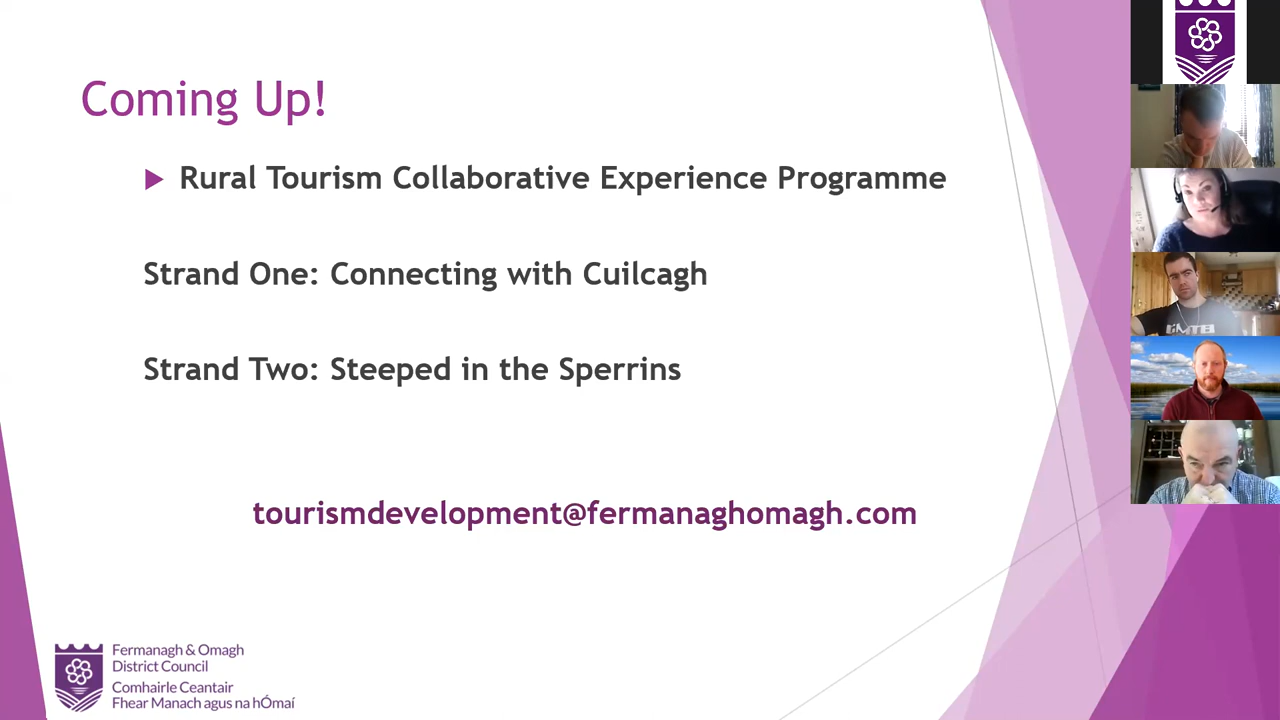 Coming Up!
Rural Tourism Collaborative Experience Programme
Strand One: Connecting with Cuilcagh
Strand Two: Steeped in the Sperrins
tourismdevelopment@fermanaghomagh.com
Fermanagh & Omagh
District Council
Comhairle Ceantair
Fhear Manach agus na hÓmaí